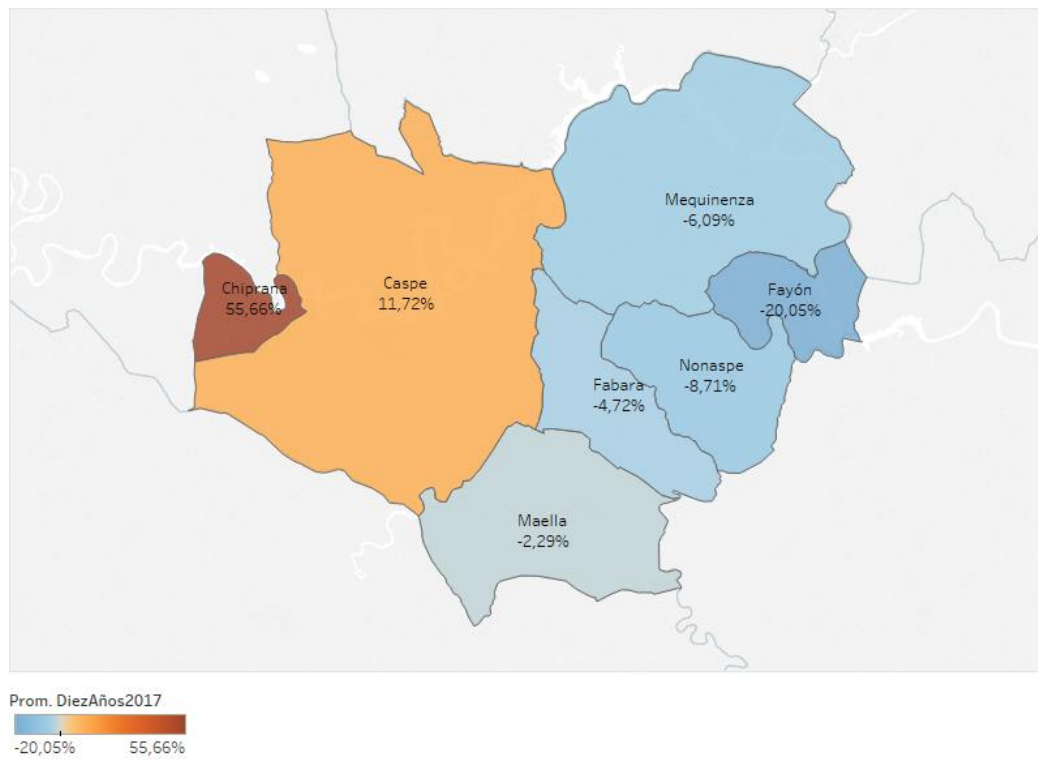 Mequinenza
-6,09%
Chiprana
55,66%
Caspe
11,72%
Fayón
-20,05%
Nonaspe
-8,71%
Fabara
-4,72%
Maella
-2,29%
Prom. DiezAños2017
-20,05% 55,66%